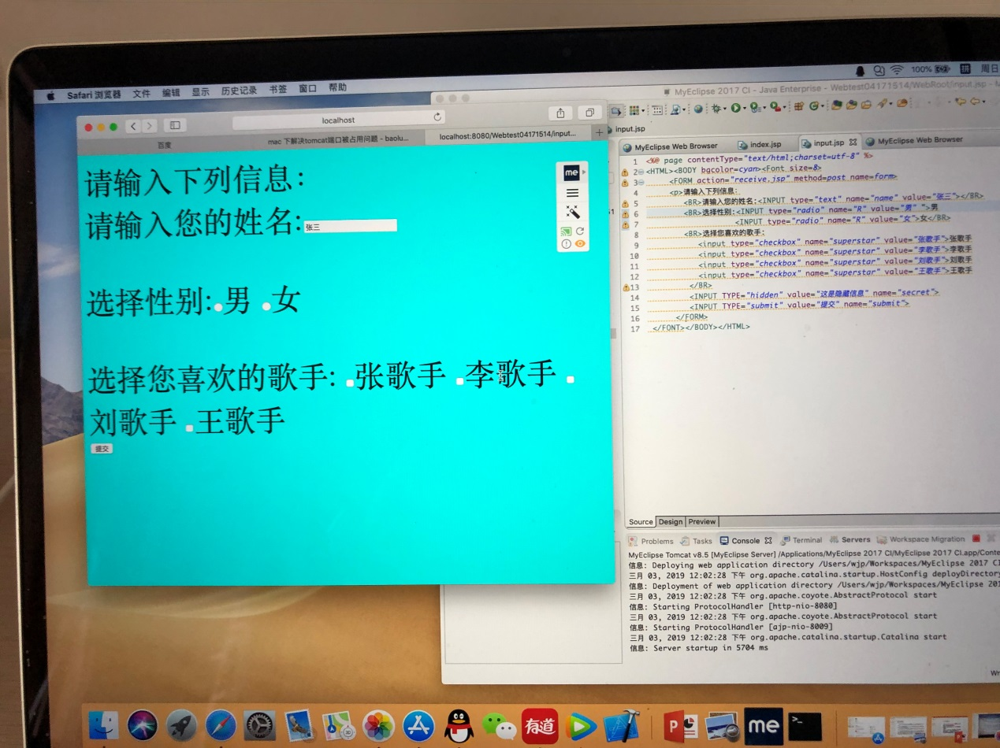 Safari 浏览器 文件 编辑 显示 历史记录 书签 窗口 帮助
100%
周日
localhost
百度
mac 下解决tomcat端口被占用问题 - baolu...
localhost:8080/Webtest04171514/input...
请输入下列信息:
请输入您的姓名:张三
选择性别:男 女
选择您喜欢的歌手: 张歌手 李歌手
刘歌手 王歌手
提交
me
MyEclipse 2017 CI - Java Enterprise - Webtest04171514/WebRoot/input.jsp - M
input.jsp
MyEclipse Web Browser index.jsp input.jsp MyEclipse Web Browser
1 <%@ page contentType="text/html;charset=utf-8" %>
2 <HTML><BODY bgcolor=cyan><Font size=8>
3 <FORM action="receive.jsp" method=post name=form>
4 <p>请输入下列信息:
5 <BR>请输入您的姓名:<INPUT type="text" name="name" value="张三"></BR>
6 <BR>选择性别:<INPUT type="radio" name="R" value="男" ">男
7 <INPUT type="radio" name="R" value="女">女</BR>
8 <BR>选择您喜欢的歌手:
9 <input type="checkbox" name="superstar" value="张歌手">张歌手
10 <input type="checkbox" name="superstar" value="李歌手">李歌手
11 <input type="checkbox" name="superstar" value="刘歌手">刘歌手
12 <input type="checkbox" name="superstar" value="王歌手">王歌手
13 </BR>
14 <INPUT TYPE="hidden" value="这是隐藏信息" name="secret">
15 <INPUT TYPE="submit" value="提交" name="submit">
16 </FORM>
17 </FONT></BODY></HTML>
Source Design Preview
Problems Tasks Console Terminal Servers Workspace Migration
MyEclipse Tomcat v8.5 [MyEclipse Server] /Applications/MyEclipse 2017 CI/MyEclipse 2017 CI.app/Conte
信息: Deploying web application directory /Users/wjp/Workspaces/MyEclipse 2017 CI
三月 03, 2019 12:02:28 下午 org.apache.catalina.startup.HostConfig deployDirectory
信息: Deployment of web application directory /Users/wjp/Workspaces/MyEclipse 201
三月 03, 2019 12:02:28 下午 org.apache.coyote.AbstractProtocol start
信息: Starting ProtocolHandler [http-nio-8080]
三月 03, 2019 12:02:28 下午 org.apache.coyote.AbstractProtocol start
信息: Starting ProtocolHandler [ajp-nio-8009]
三月 03, 2019 12:02:28 下午 org.apache.catalina.startup.Catalina start
信息: Server startup in 5704 ms
Wr
有道
P
me